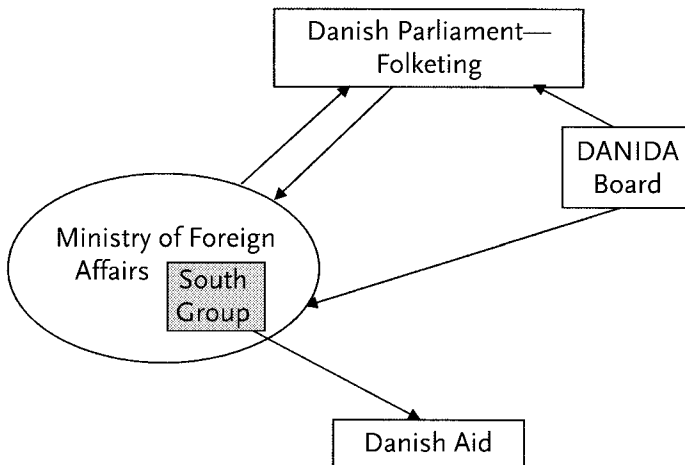 Danish Parliament—
Folketing
DANIDA
Board
Ministry of Foreign
Affairs
South
Group
Danish Aid